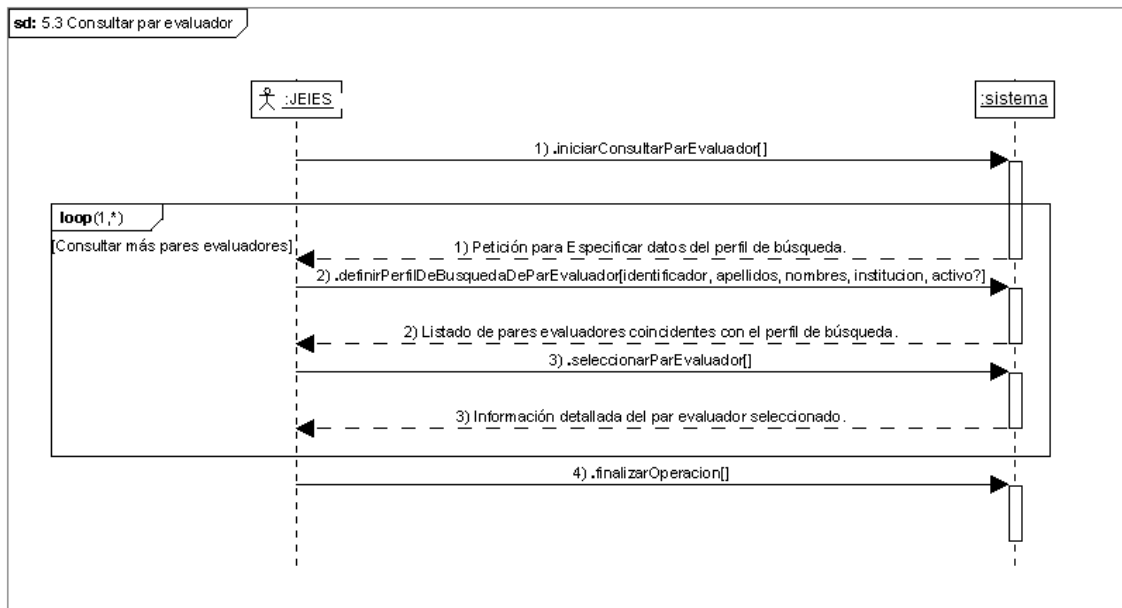 sd: 5.3 Consultar par evaluador
:JEIES
:sistema
1) .iniciarConsultarParEvaluador[]
loop(1,*)
[Consultar más pares evaluadores]
1) Petición para Especificar datos del perfil de búsqueda.
2) .definirPerfilDeBusquedaDeParEvaluador[identificador, apellidos, nombres, institucion, activo?]
2) Listado de pares evaluadores coincidentes con el perfil de búsqueda.
3) .seleccionarParEvaluador[]
3) Información detallada del par evaluador seleccionado.
4) .finalizarOperacion[]